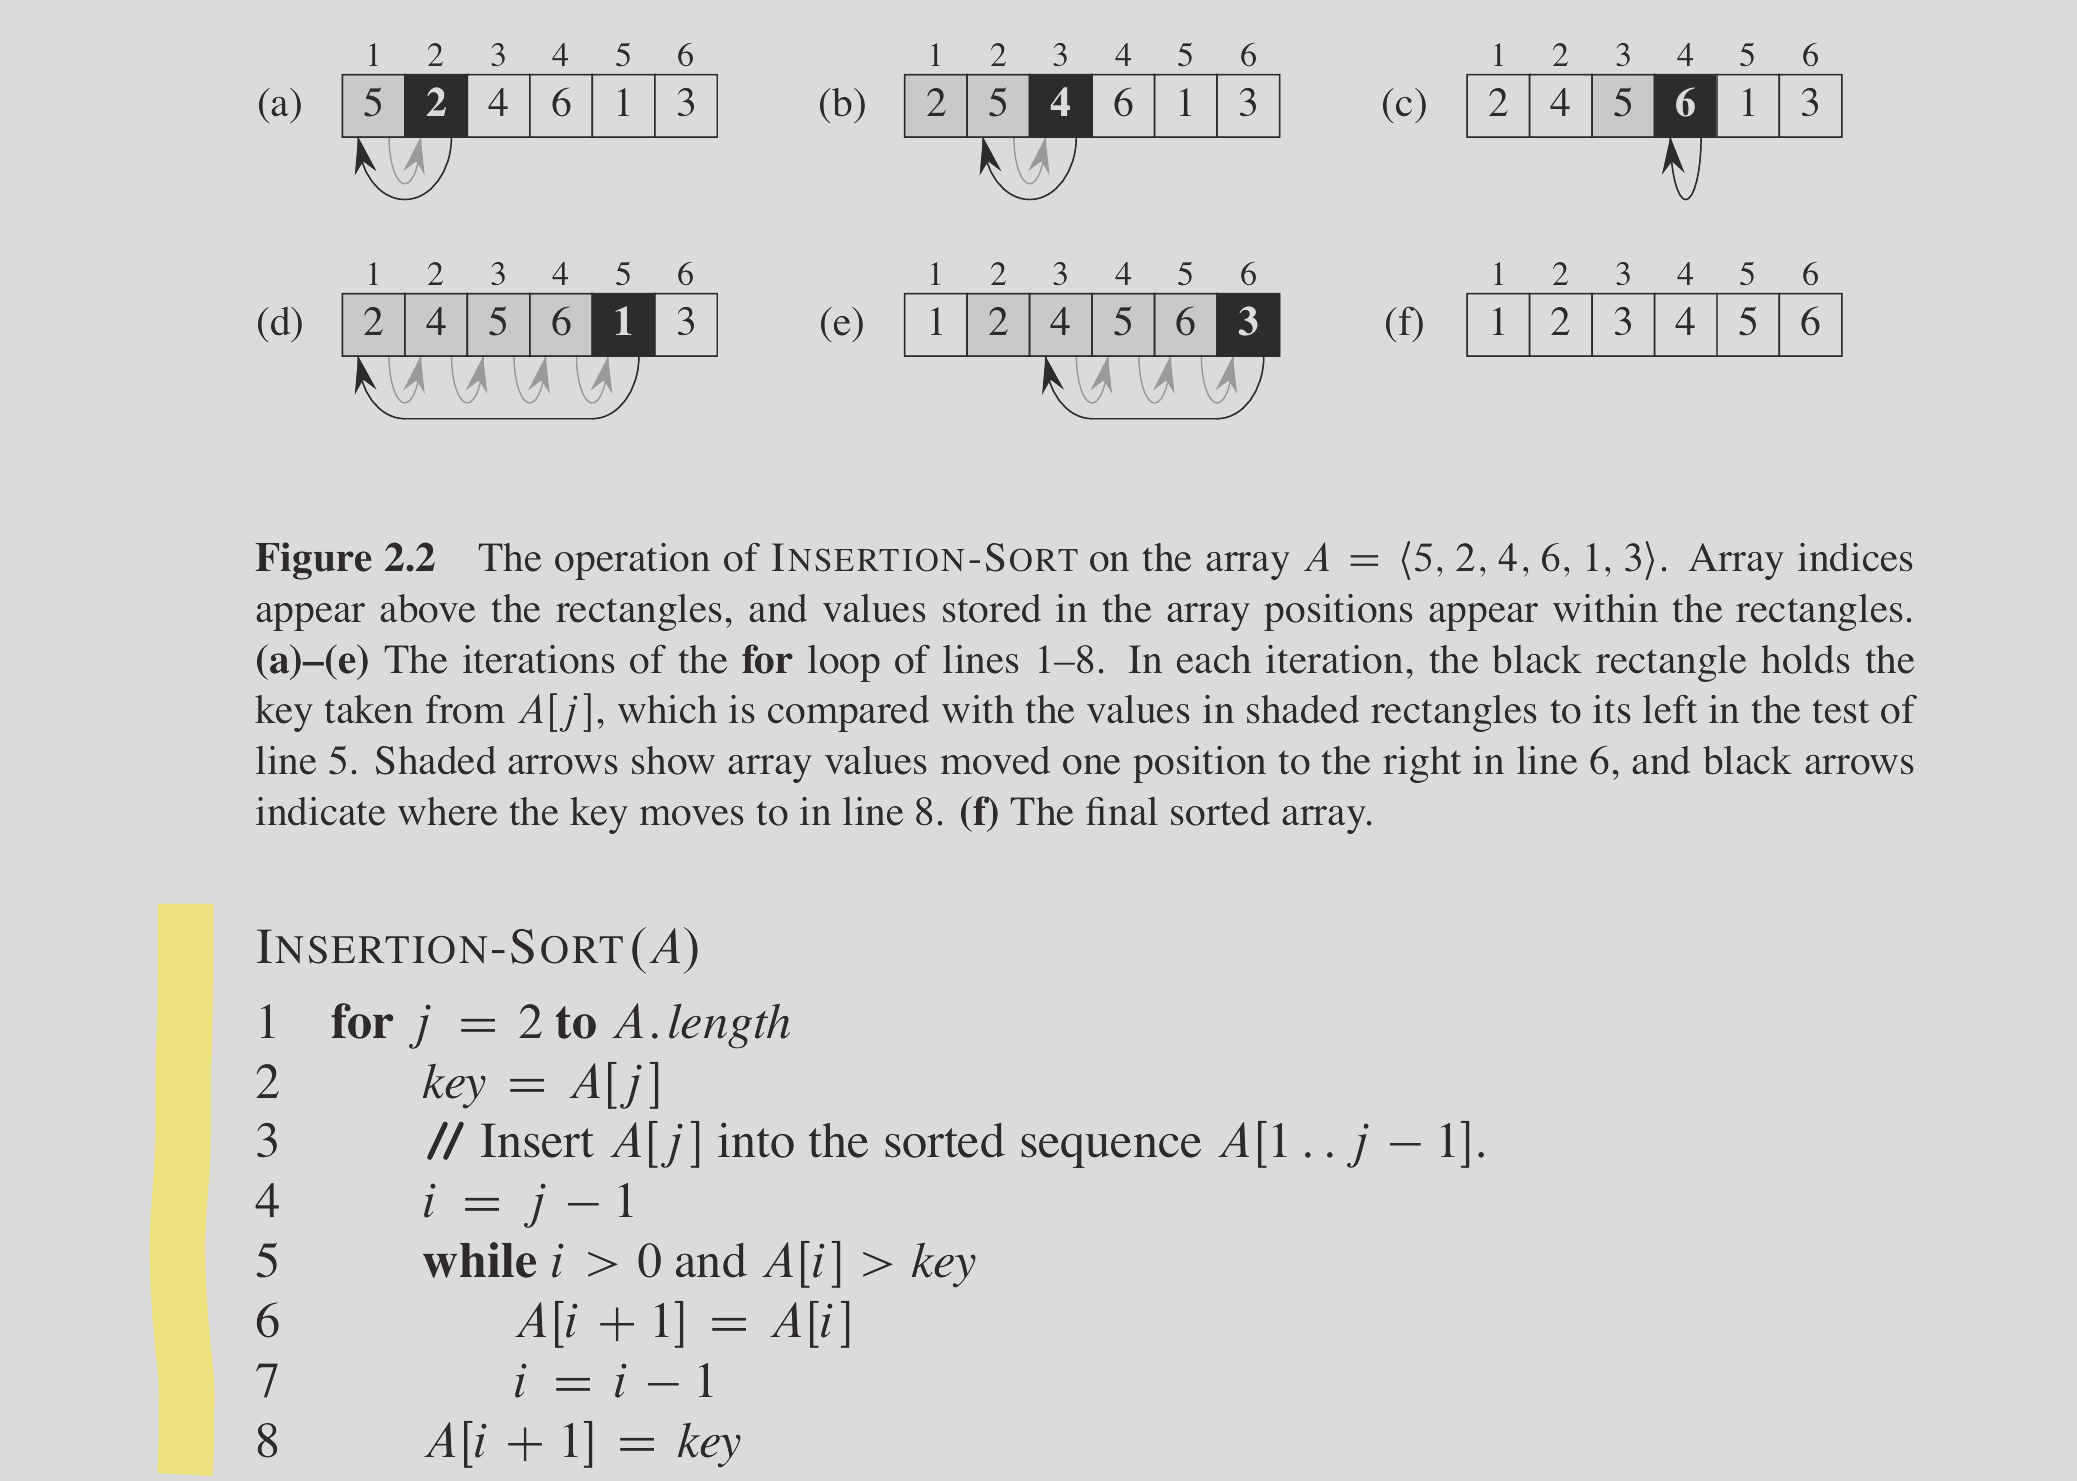 1 2 3 4 5 6
(a) 5 2 4 6 1 3
1 2 3 4 5 6
(b) 2 5 4 6 1 3
1 2 3 4 5 6
(c) 2 4 5 6 1 3
1 2 3 4 5 6
(d) 2 4 5 6 1 3
1 2 3 4 5 6
(e) 1 2 4 5 6 3
1 2 3 4 5 6
(f) 1 2 3 4 5 6
Figure 2.2 The operation of INSERTION-SORT on the array A = ⟨5, 2, 4, 6, 1, 3⟩. Array indices
appear above the rectangles, and values stored in the array positions appear within the rectangles.
(a)–(e) The iterations of the for loop of lines 1–8. In each iteration, the black rectangle holds the
key taken from A[j], which is compared with the values in shaded rectangles to its left in the test of
line 5. Shaded arrows show array values moved one position to the right in line 6, and black arrows
indicate where the key moves to in line 8. (f) The final sorted array.
INSERTION-SORT(A)
1 for j = 2 to A.length
2 key = A[j]
3 // Insert A[j] into the sorted sequence A[1 . . j − 1].
4 i = j − 1
5 while i > 0 and A[i] > key
6 A[i + 1] = A[i]
7 i = i − 1
8 A[i + 1] = key